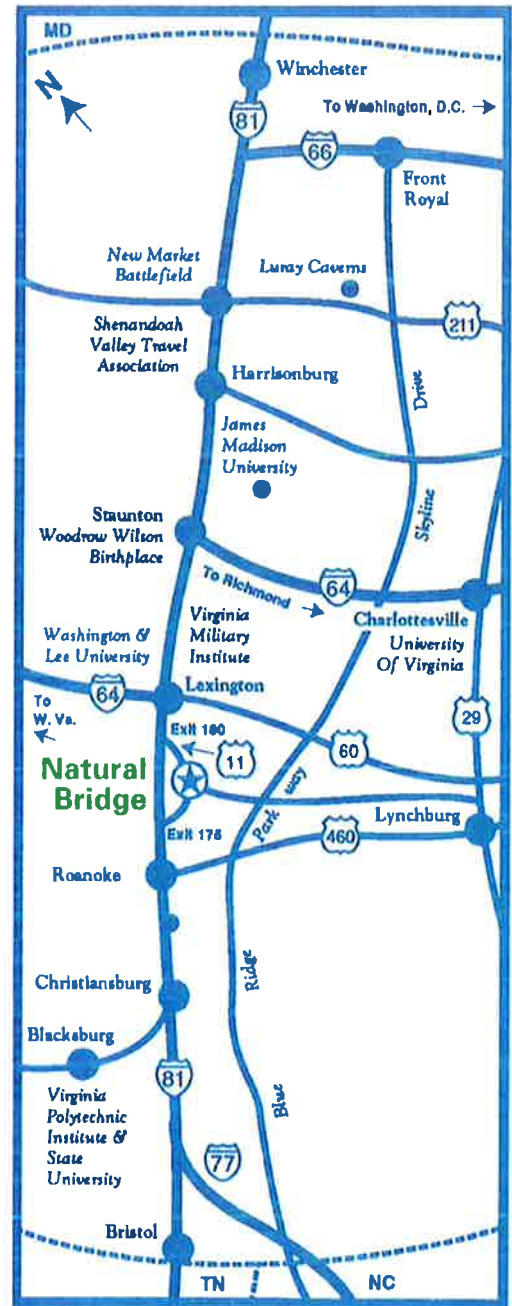 MD
Winchester
N
To Washington, D.C.
81
66
Front
Royal
New Market
Battlefield
Luray Caverns
211
Shenandoah
Valley Travel
Association
Harrisonburg
Drive
James
Madison
University
Skyline
Staunton
Woodrow Wilson
Birthplace
To Richmond
64
Charlottesville
University
Of Virginia
Virginia
Military
Institute
Washington &
Lee University
64
Lexington
To
W. Va.
29
Exit 180
11
60
Natural
Bridge
way
Park
Lynchburg
460
Exit 175
Roanoke
Ridge
Christiansburg
Blacksburg
81
Blue
Virginia
Polytechnic
Institute &
State
University
77
Bristol
TN
NC